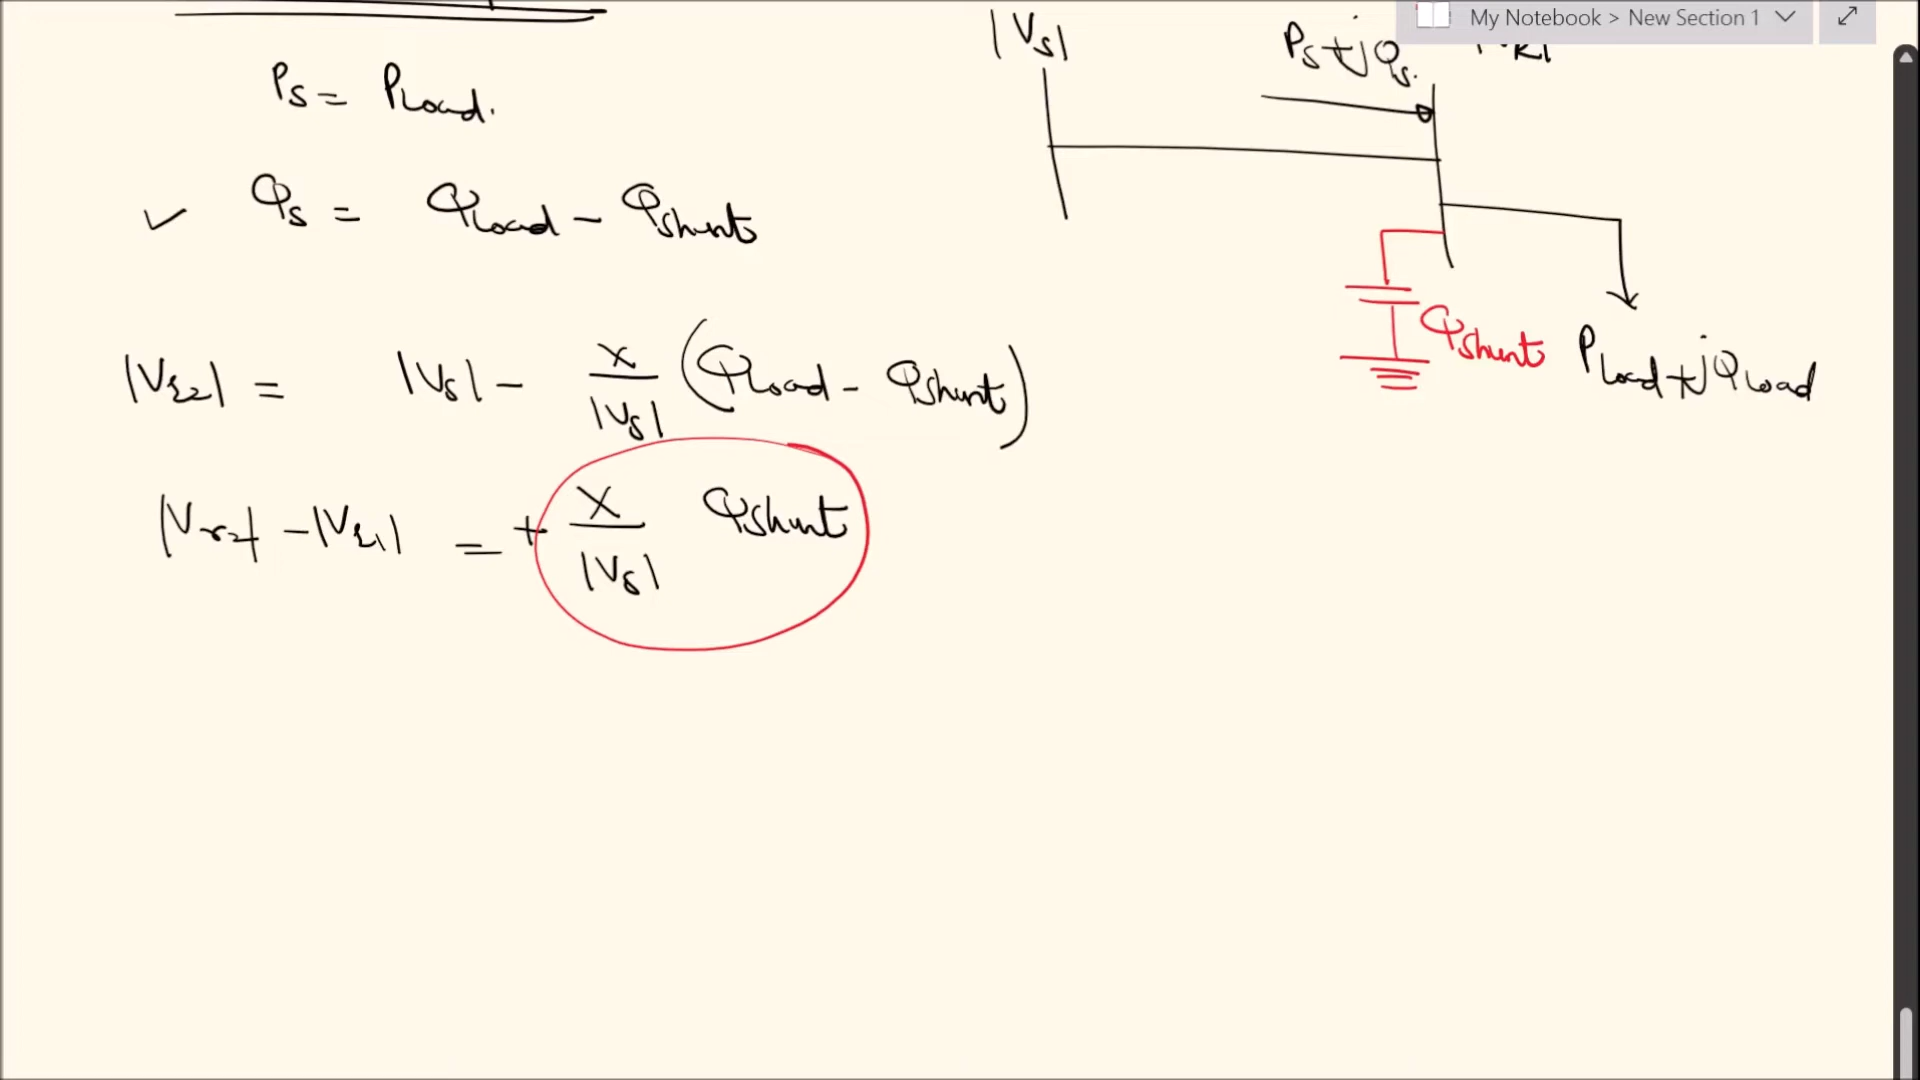 My Notebook > New Section 1
|Vs|
Ps+jQs.
Ps = Pload.
Qs = Qload - Qshunt
Qshunt
Pload+jQload
|Vr2| = |Vs| - X/|Vs| (Qload - Qshunt)
|Vr2| - |Vr1| = + X/|Vs| Qshunt